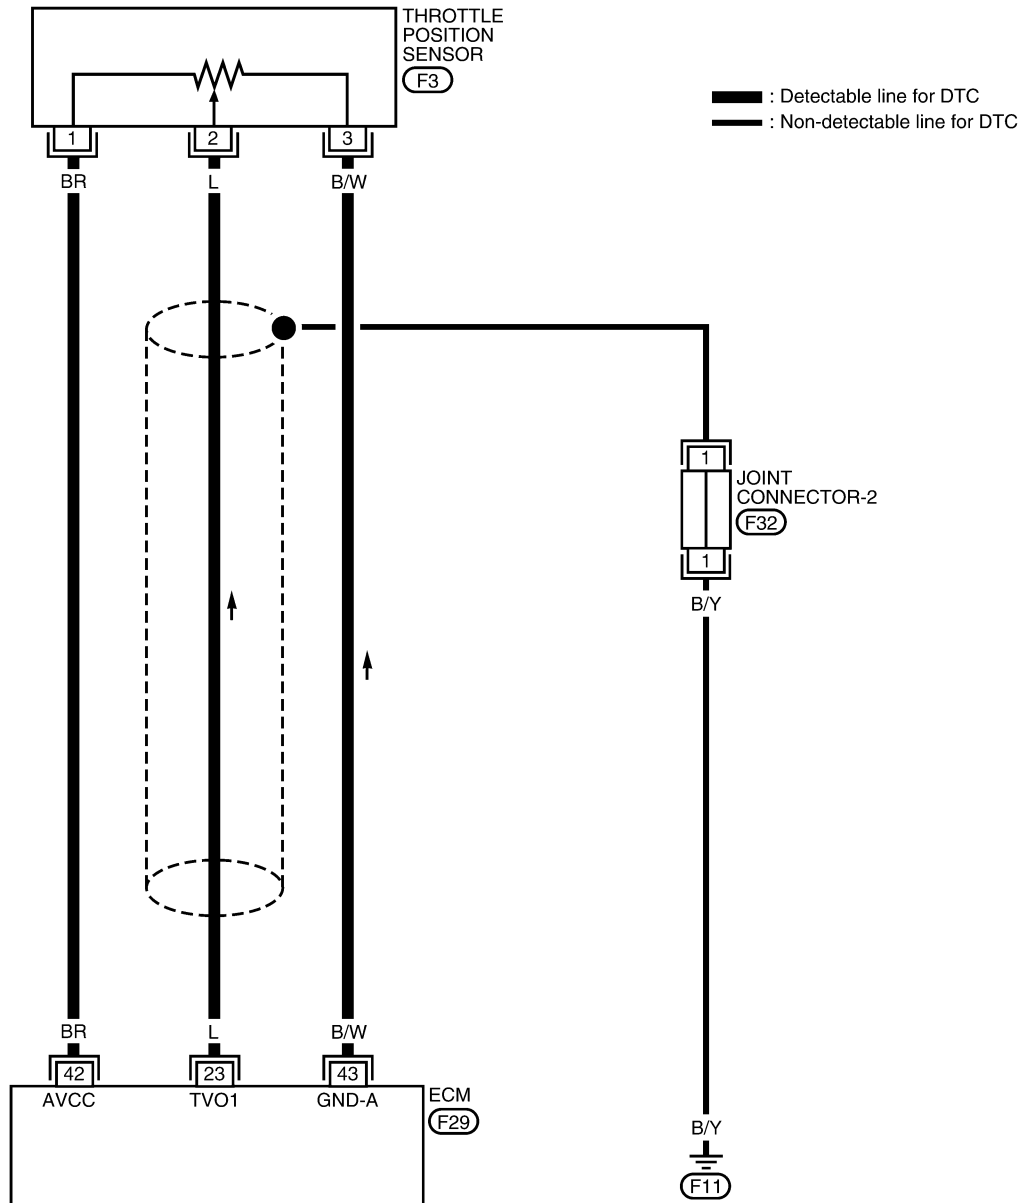 THROTTLE
POSITION
SENSOR
F3
: Detectable line for DTC
: Non-detectable line for DTC
1 2 3
BR L B/W
1
JOINT
CONNECTOR-2
F32
1
B/Y
BR L B/W
42 23 43
AVCC TVO1 GND-A
ECM
F29
B/Y
F11